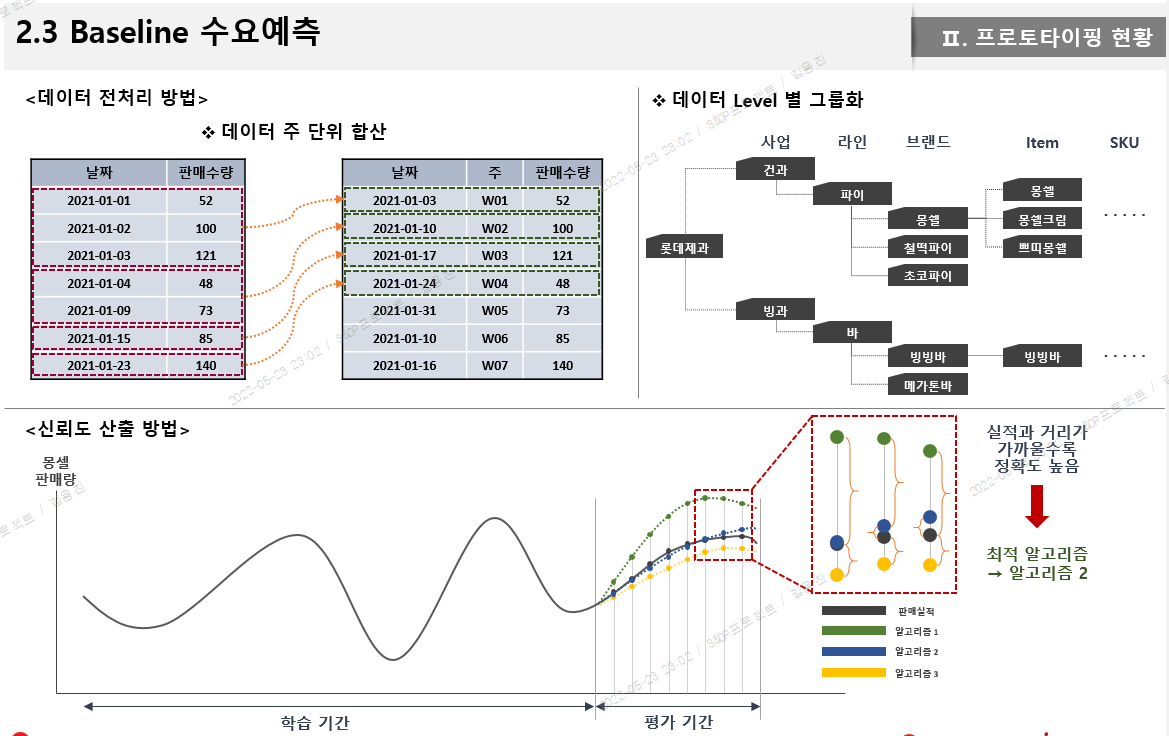 2.3 Baseline 수요예측
Ⅱ. 프로토타이핑 현황
<데이터 전처리 방법>
❖ 데이터 주 단위 합산
날짜 판매수량
2021-01-01 52
2021-01-02 100
2021-01-03 121
2021-01-04 48
2021-01-09 73
2021-01-15 85
2021-01-23 140
날짜 주 판매수량
2021-01-03 W01 52
2021-01-10 W02 100
2021-01-17 W03 121
2021-01-24 W04 48
2021-01-31 W05 73
2021-01-10 W06 85
2021-01-16 W07 140
❖ 데이터 Level 별 그룹화
사업 라인 브랜드 Item SKU
롯데제과
건과
파이
몽쉘
철떡파이
초코파이
몽쉘
몽쉘크림
쁘띠몽쉘
.....
빙과
바
빙빙바
메가톤바
빙빙바
.....
<신뢰도 산출 방법>
몽셸
판매량
학습 기간
평가 기간
실적과 거리가
가까울수록
정확도 높음
최적 알고리즘
→ 알고리즘 2
판매실적
알고리즘 1
알고리즘 2
알고리즘 3
2022-05-23 23:02 / S&OP프로젝트 / 김용진